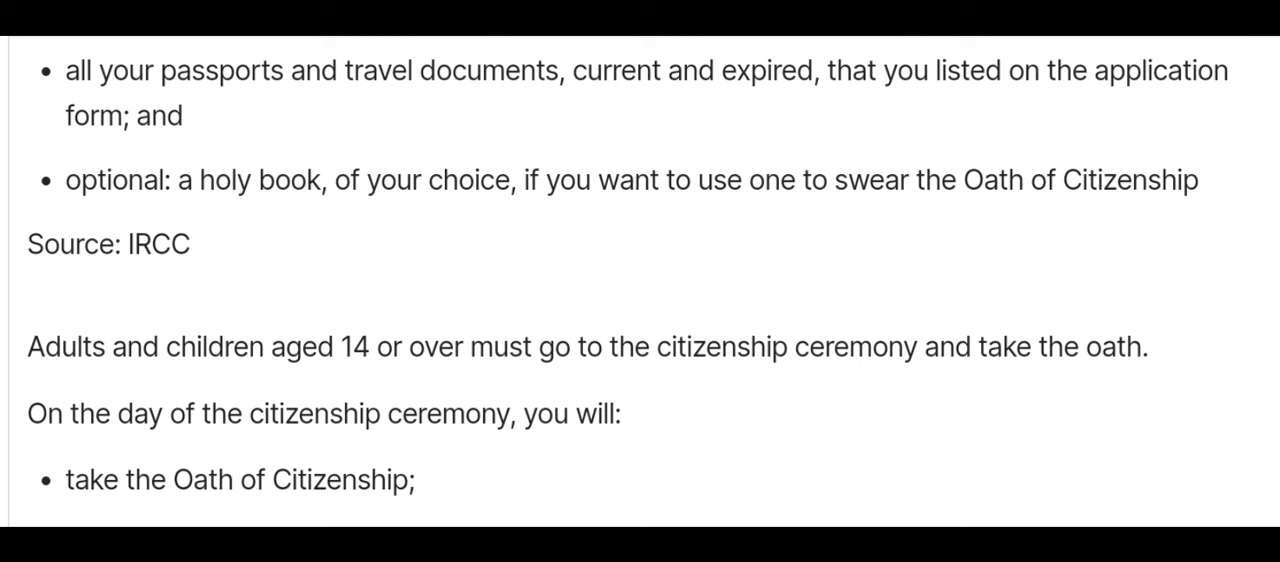 • all your passports and travel documents, current and expired, that you listed on the application
form; and
• optional: a holy book, of your choice, if you want to use one to swear the Oath of Citizenship
Source: IRCC
Adults and children aged 14 or over must go to the citizenship ceremony and take the oath.
On the day of the citizenship ceremony, you will:
• take the Oath of Citizenship;